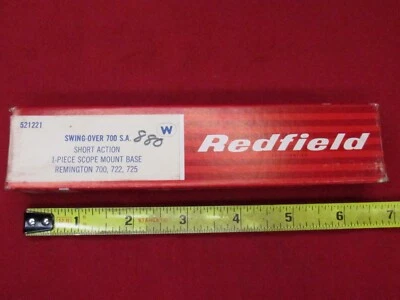 521221
W
SWING-OVER 700 S.A.
880
SHORT ACTION
1-PIECE SCOPE MOUNT BASE
REMINGTON 700, 722, 725
Redfield
1 2 3 4 5 6 7